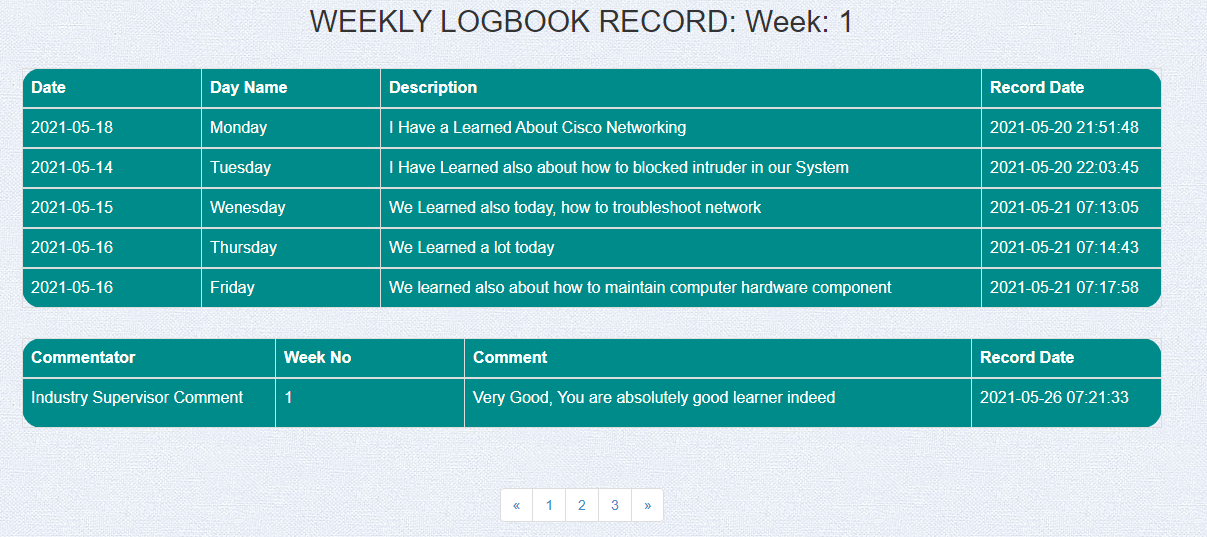 WEEKLY LOGBOOK RECORD: Week: 1
Date Day Name Description Record Date
2021-05-18 Monday I Have a Learned About Cisco Networking 2021-05-20 21:51:48
2021-05-14 Tuesday I Have Learned also about how to blocked intruder in our System 2021-05-20 22:03:45
2021-05-15 Wenesday We Learned also today, how to troubleshoot network 2021-05-21 07:13:05
2021-05-16 Thursday We Learned a lot today 2021-05-21 07:14:43
2021-05-16 Friday We learned also about how to maintain computer hardware component 2021-05-21 07:17:58
Commentator Week No Comment Record Date
Industry Supervisor Comment 1 Very Good, You are absolutely good learner indeed 2021-05-26 07:21:33
« 1 2 3 »